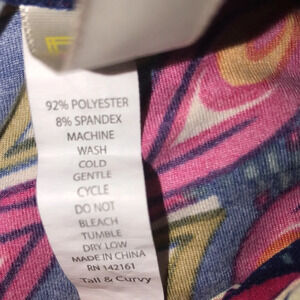 92% POLYESTER
8% SPANDEX
MACHINE
WASH
COLD
GENTLE
CYCLE
DO NOT
BLEACH
TUMBLE
DRY LOW
MADE IN CHINA
RN 142161
Tall & Curvy